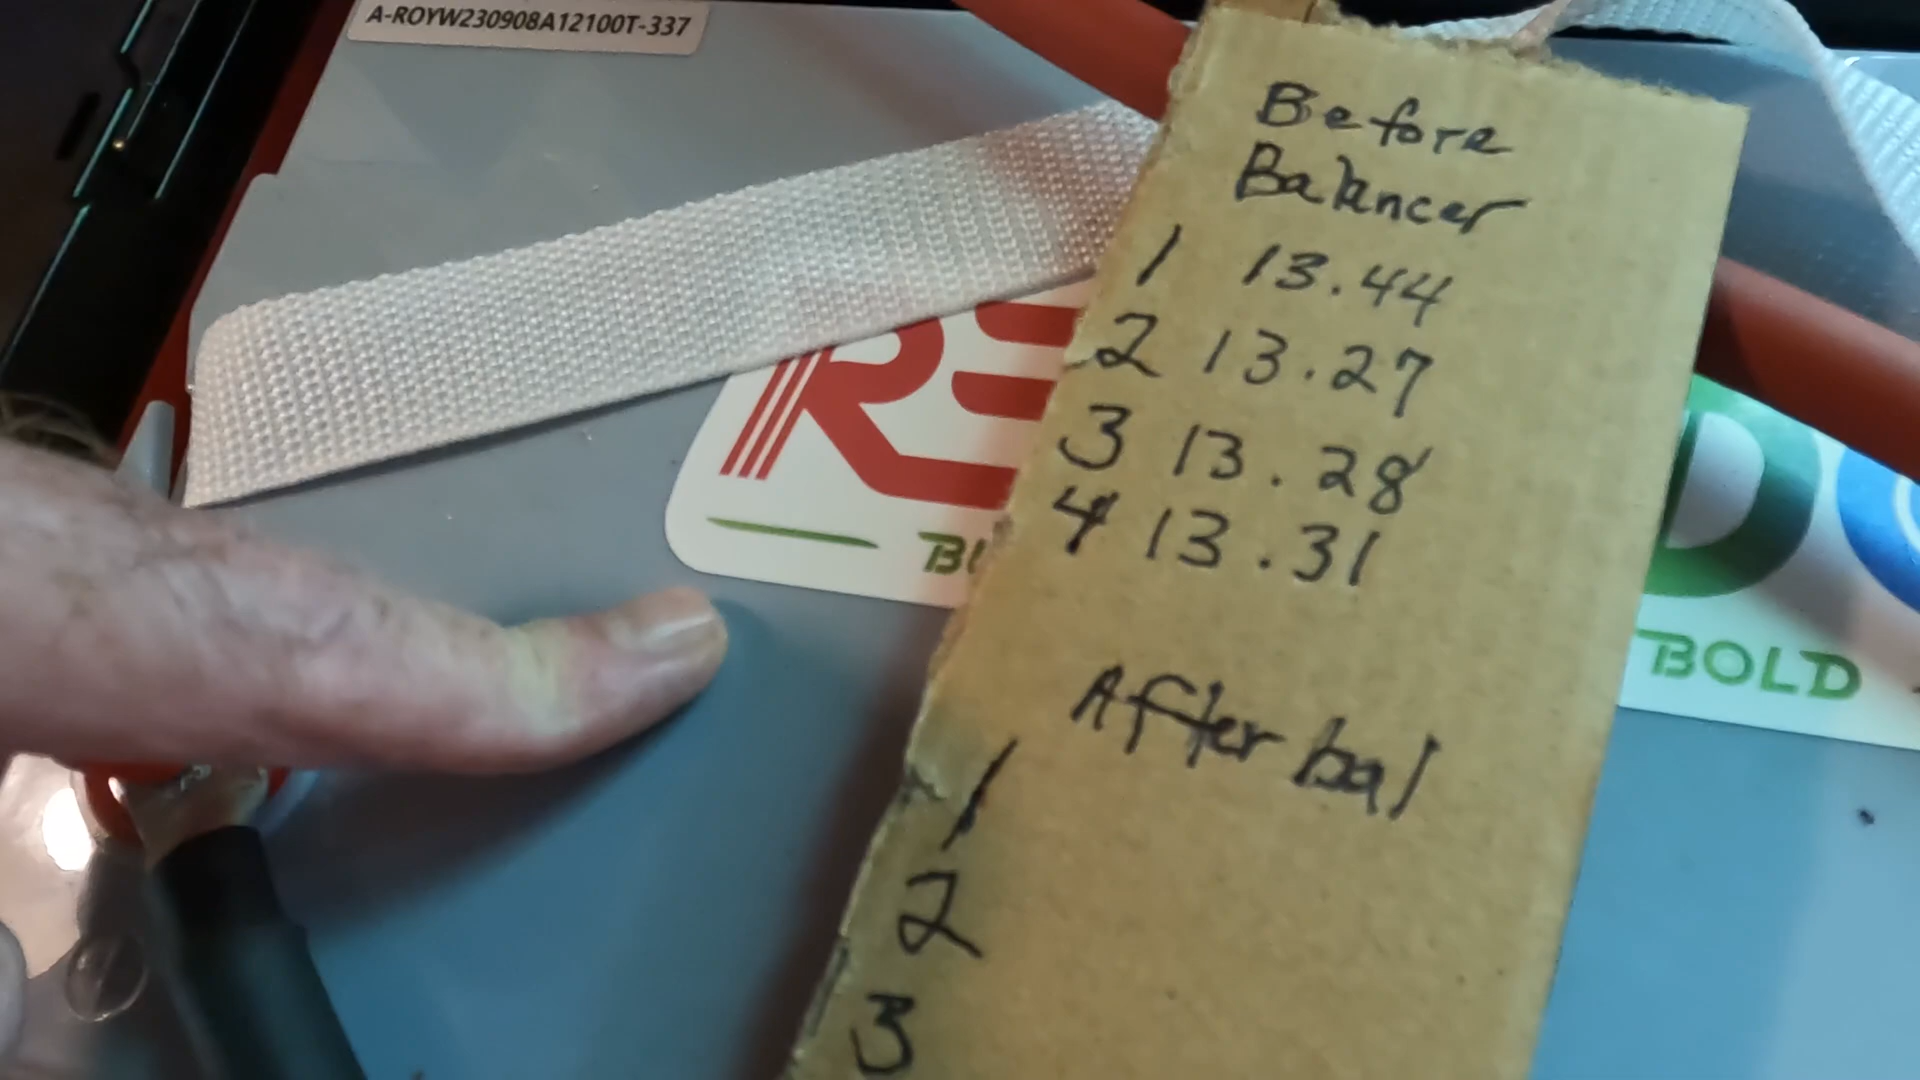 A-ROYW230908A12100T-337
Before
Balancer
1 13.44
2 13.27
3 13.28
4 13.31
BOLD
After bal
1
2
3